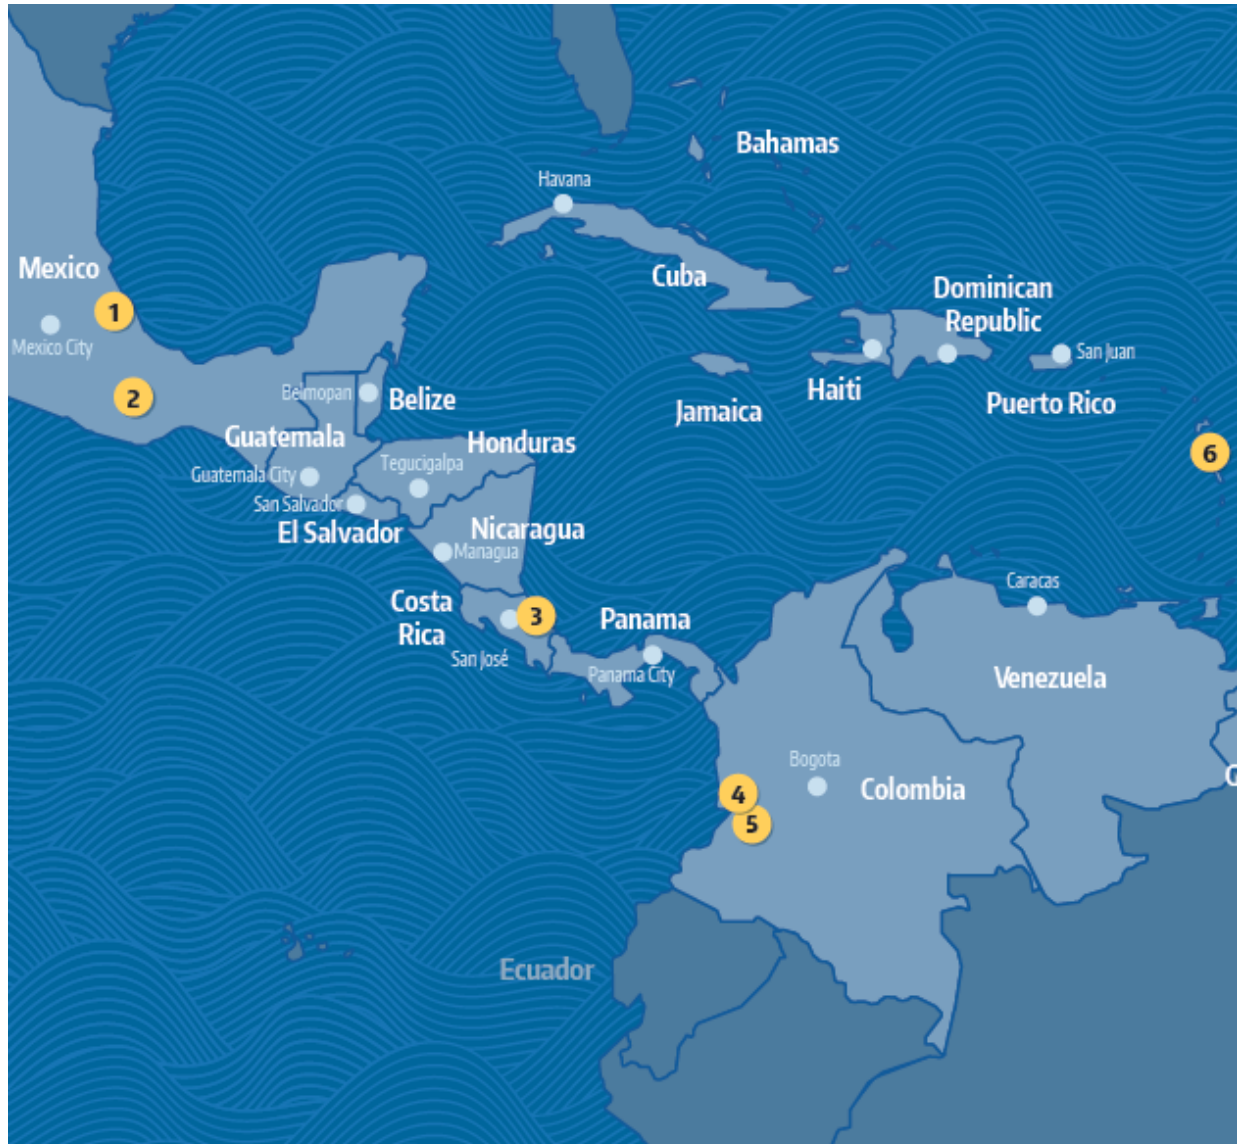 Bahamas
Havana
Mexico
Cuba
Dominican
Republic
1
Mexico City
San Juan
2
Belmopan
Belize
Haiti
Jamaica
Puerto Rico
Guatemala
Honduras
6
Guatemala City
Tegucigalpa
San Salvador
El Salvador
Nicaragua
Managua
Caracas
Costa
Rica
3
Panama
San José
Panama City
Venezuela
Bogota
4
Colombia
5
Ecuador